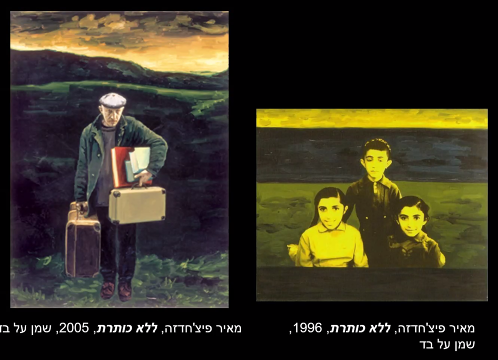 מאיר פיצ'חדזה, ללא כותרת, 1996,
שמן על בד
מאיר פיצ'חדזה, ללא כותרת, 2005, שמן על בד